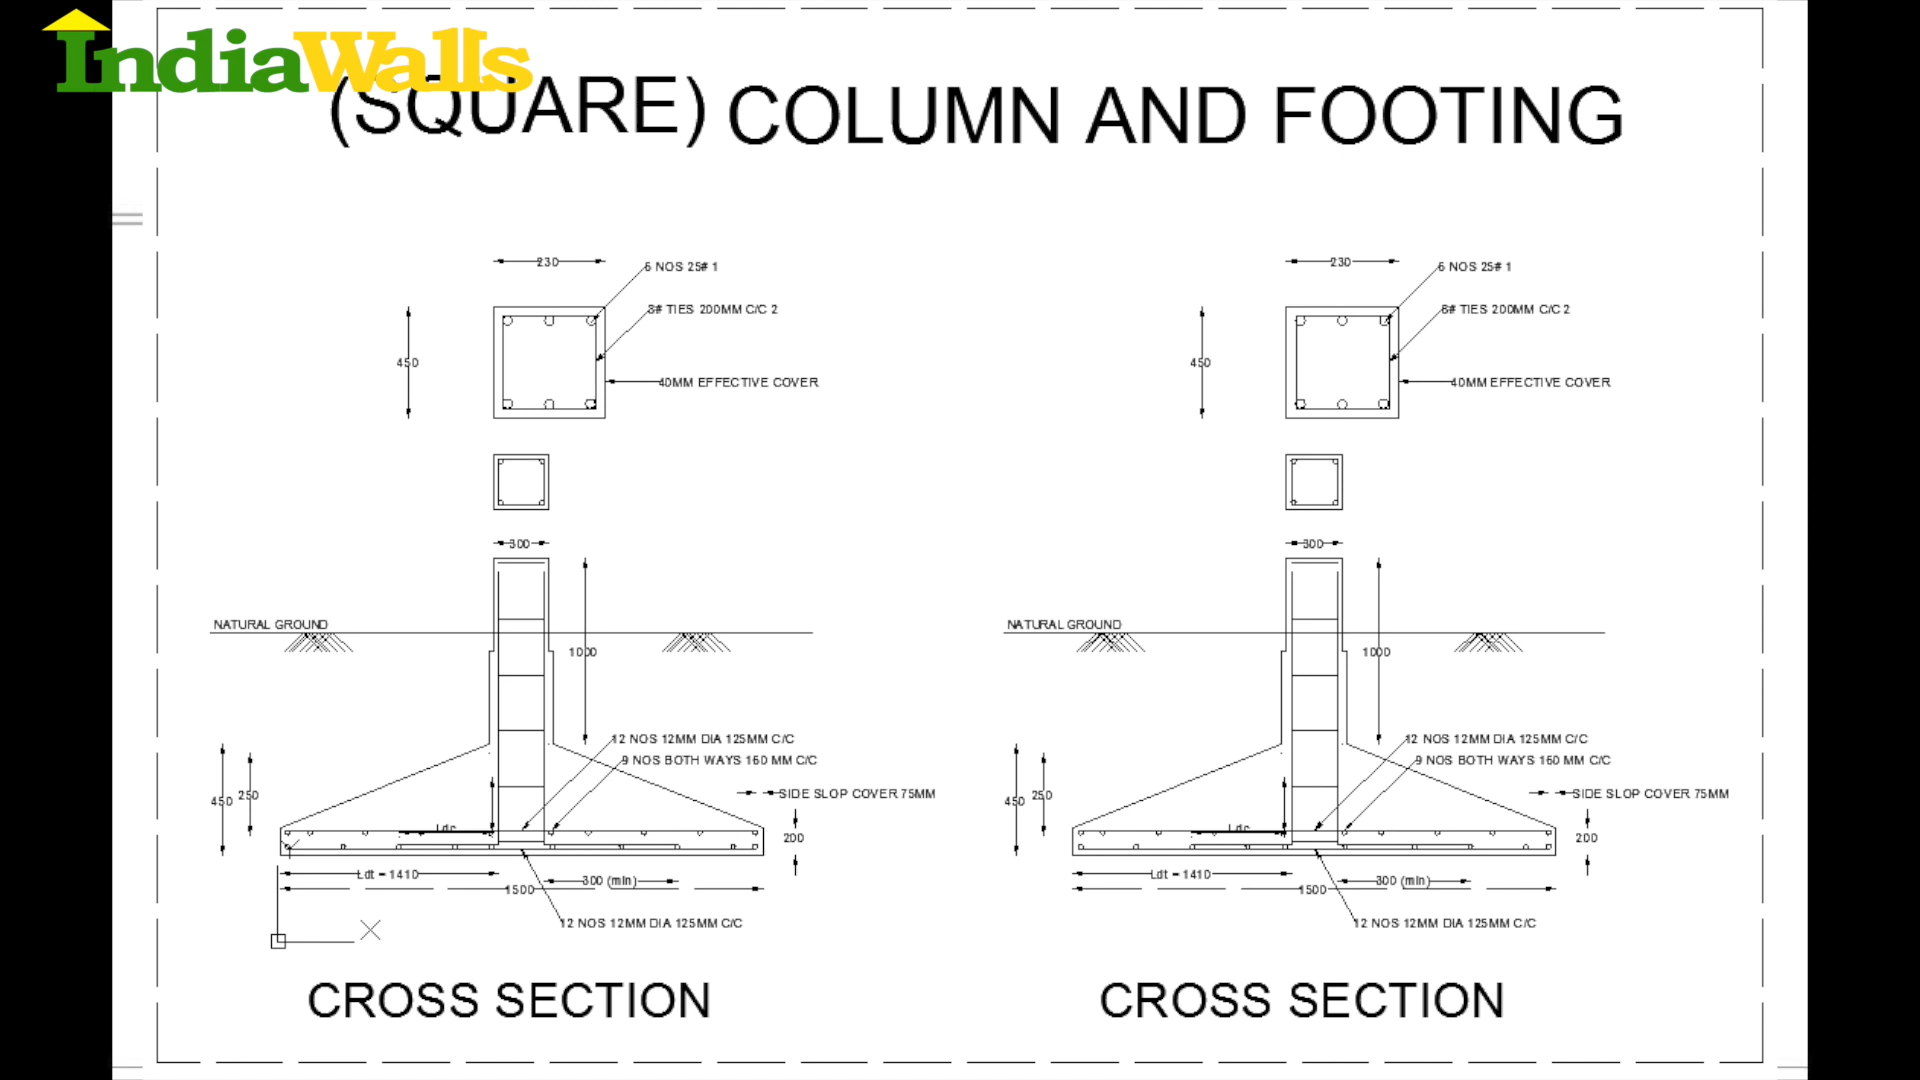 IndiaWalls
(SQUARE) COLUMN AND FOOTING
230
6 NOS 25# 1
8# TIES 200MM C/C 2
450
40MM EFFECTIVE COVER
300
NATURAL GROUND
1000
12 NOS 12MM DIA 125MM C/C
9 NOS BOTH WAYS 160 MM C/C
450
250
SIDE SLOP COVER 75MM
200
Ldt = 1410
300 (min)
1500
12 NOS 12MM DIA 125MM C/C
X
CROSS SECTION
230
6 NOS 25# 1
8# TIES 200MM C/C 2
450
40MM EFFECTIVE COVER
300
NATURAL GROUND
1000
12 NOS 12MM DIA 125MM C/C
9 NOS BOTH WAYS 160 MM C/C
450
250
SIDE SLOP COVER 75MM
200
Ldt = 1410
300 (min)
1500
12 NOS 12MM DIA 125MM C/C
CROSS SECTION